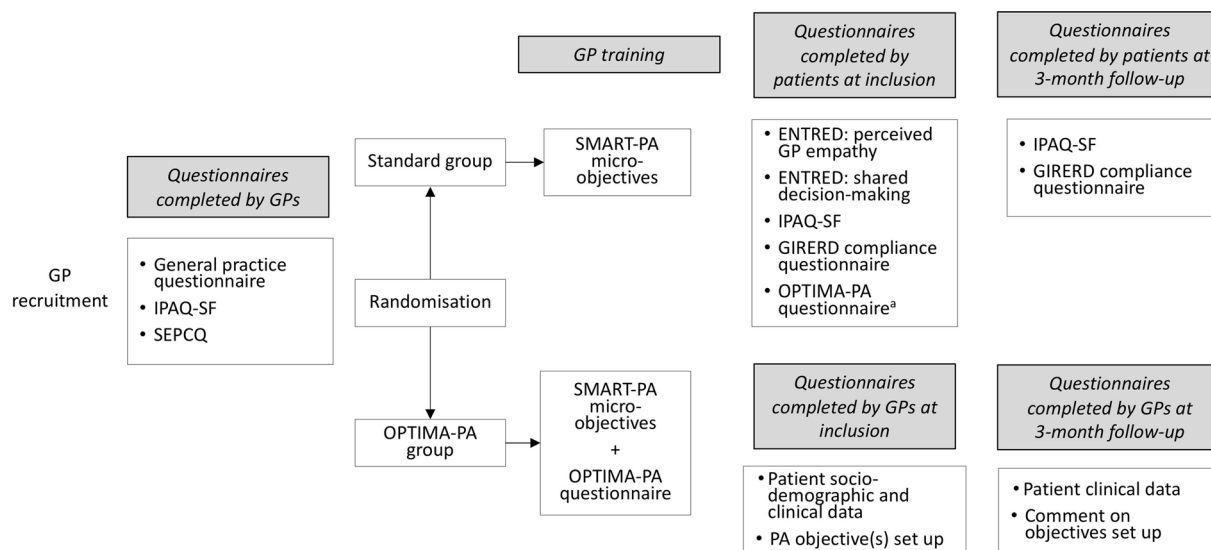 GP training
Questionnaires
completed by
patients at inclusion
Questionnaires
completed by patients at
3-month follow-up
Questionnaires
completed by GPs
Standard group
SMART-PA
micro-
objectives
• ENTRED: perceived
GP empathy
• ENTRED: shared
decision-making
• IPAQ-SF
• GIRERD compliance
questionnaire
• OPTIMA-PA
questionnaireᵃ
• IPAQ-SF
• GIRERD compliance
questionnaire
GP
recruitment
• General practice
questionnaire
• IPAQ-SF
• SEPCQ
Randomisation
OPTIMA-PA
group
SMART-PA
micro-
objectives
+
OPTIMA-PA
questionnaire
Questionnaires
completed by GPs at
inclusion
Questionnaires
completed by GPs at
3-month follow-up
• Patient socio-
demographic and
clinical data
• PA objective(s) set up
• Patient clinical data
• Comment on
objectives set up